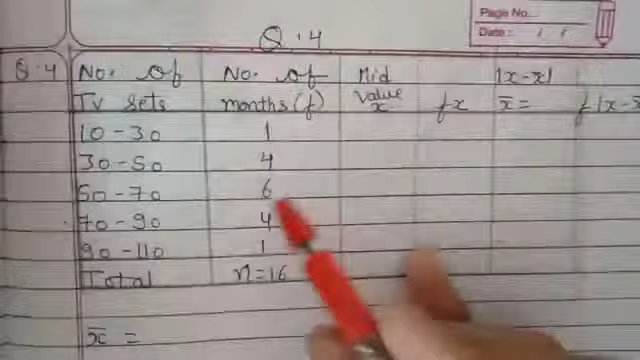 Page No...
Date: / /
Q.4
Q.4 No. of No. of Mid |x-x̄|
TV sets months (f) value x fx x̄ = f|x-x̄
10-30 1
30-50 4
50-70 6
70-90 4
90-110 1
Total n=16
x̄ =